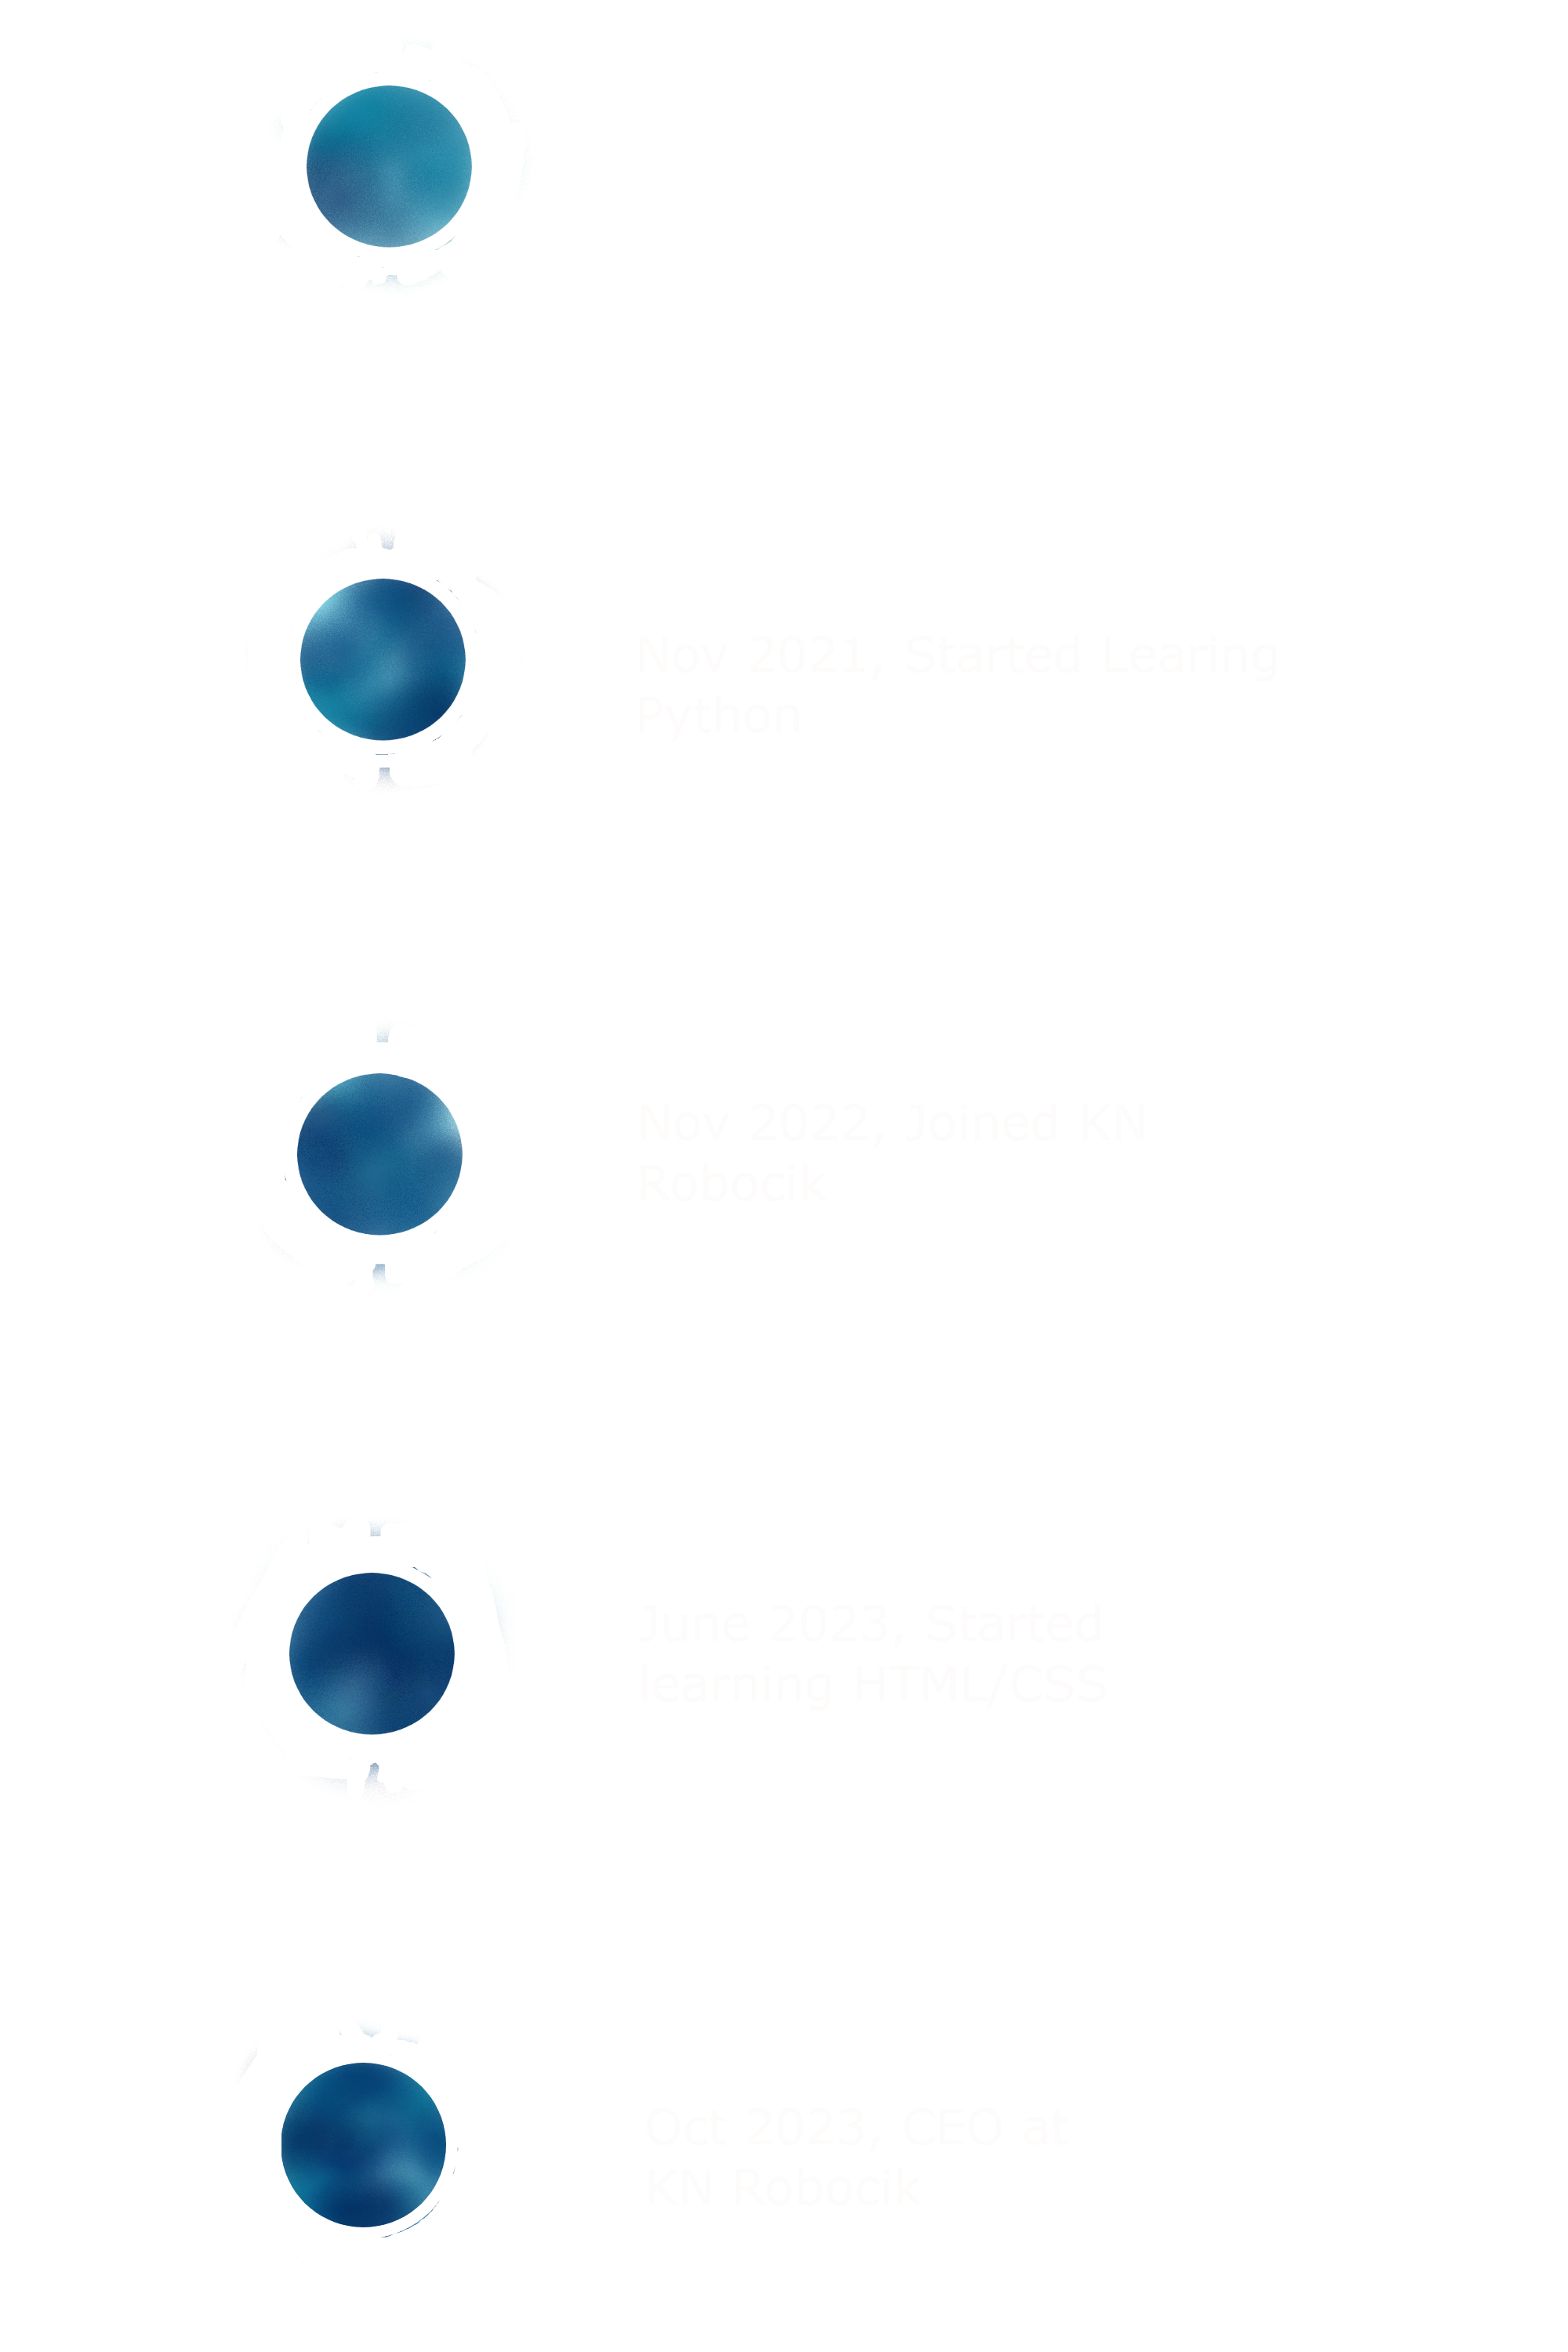 Nov 2021, Started Learing
Python
Nov 2022, Joined KN
Robocik
June 2023, Started
learning HTML/CSS
Oct 2023, CEO at
KN Robocik